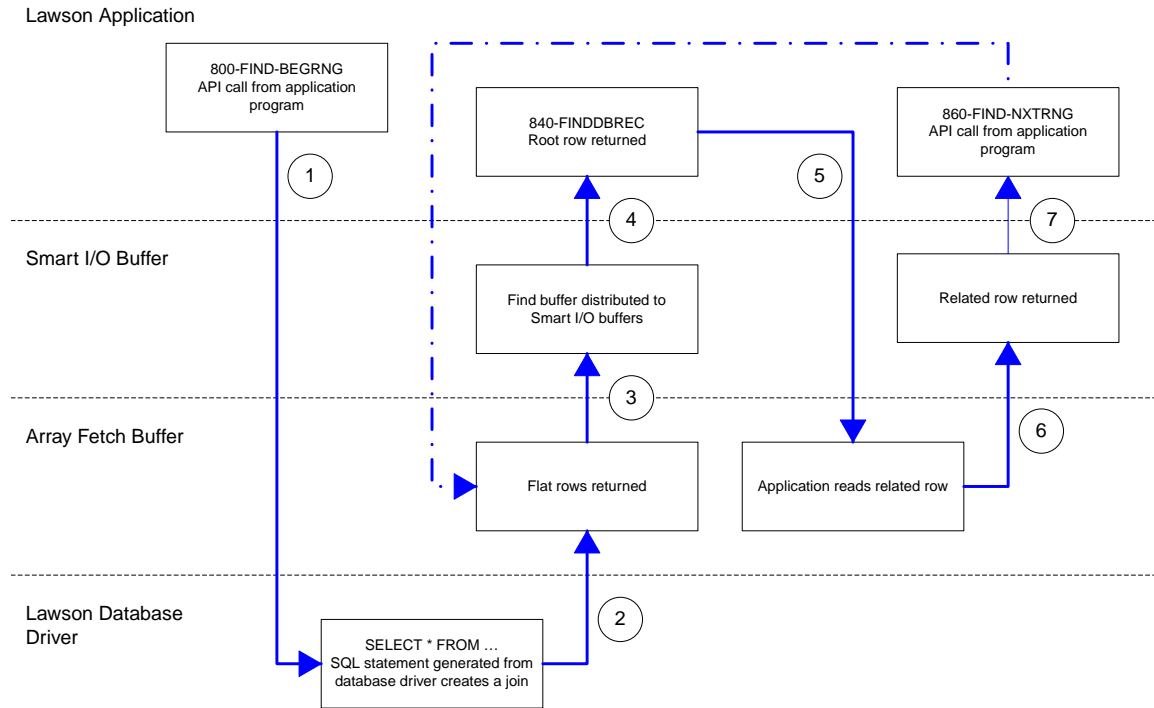 Lawson Application
800-FIND-BEGRNG
API call from application
program
840-FINDDBREC
Root row returned
860-FIND-NXTRNG
API call from application
program
1
5
4
7
Smart I/O Buffer
Find buffer distributed to
Smart I/O buffers
Related row returned
3
Array Fetch Buffer
6
Flat rows returned
Application reads related row
Lawson Database
Driver
2
SELECT * FROM …
SQL statement generated from
database driver creates a join